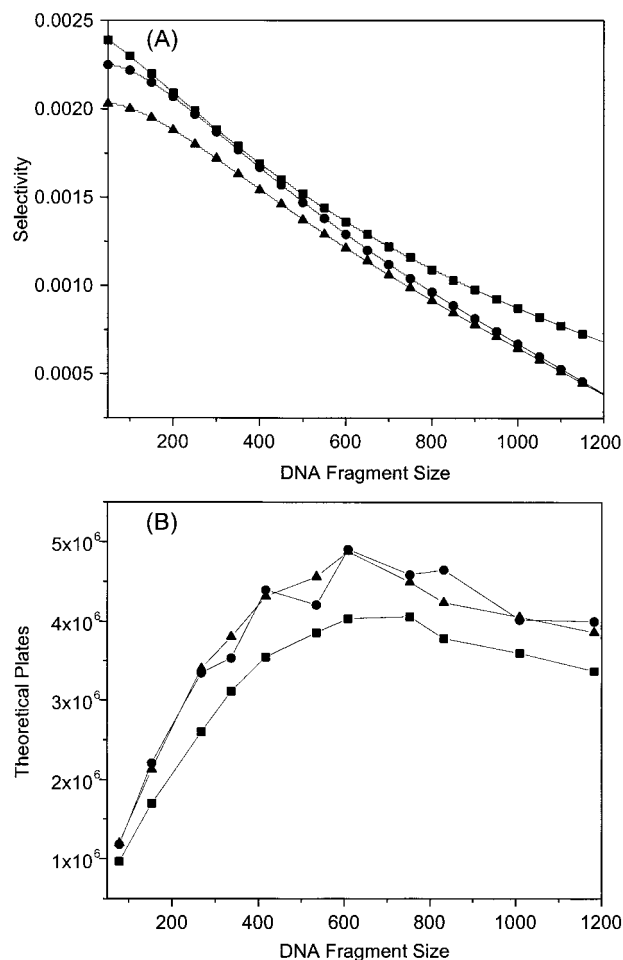 (A)
Selectivity
0.0025
0.0020
0.0015
0.0010
0.0005
200 400 600 800 1000 1200
DNA Fragment Size
(B)
Theoretical Plates
5x10⁶
4x10⁶
3x10⁶
2x10⁶
1x10⁶
200 400 600 800 1000 1200
DNA Fragment Size